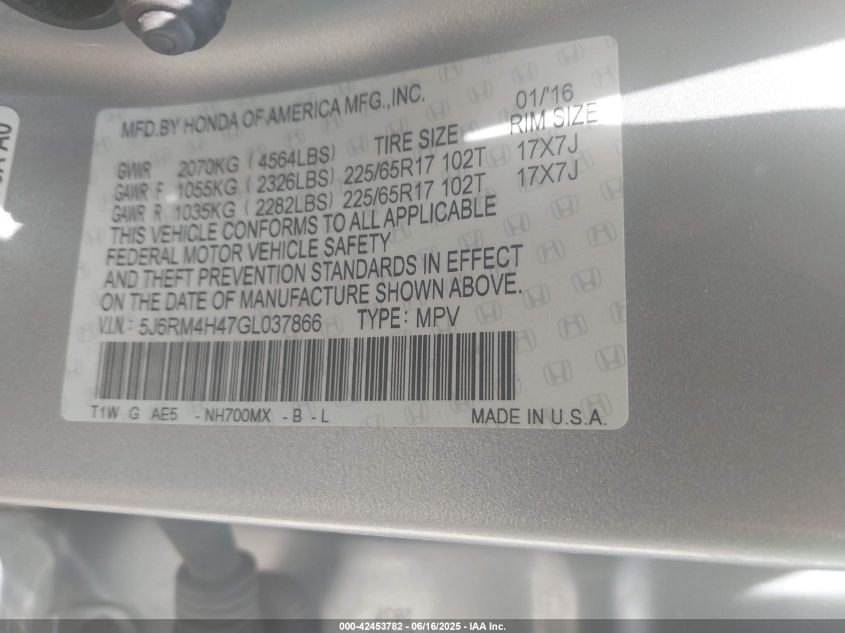 MFD.BY HONDA OF AMERICA MFG.,INC. 01/'16
GVWR 2070KG (4564LBS) TIRE SIZE RIM SIZE
GAWR F 1055KG (2326LBS) 225/65R17 102T 17X7J
GAWR R 1035KG (2282LBS) 225/65R17 102T 17X7J
THIS VEHICLE CONFORMS TO ALL APPLICABLE
FEDERAL MOTOR VEHICLE SAFETY
AND THEFT PREVENTION STANDARDS IN EFFECT
ON THE DATE OF MANUFACTURE SHOWN ABOVE.
V.I.N.: 5J6RM4H47GL037866 TYPE: MPV
T1W G AE5 -NH700MX -B -L MADE IN U.S.A.
000-42453782 - 06/16/2025 - IAA Inc.